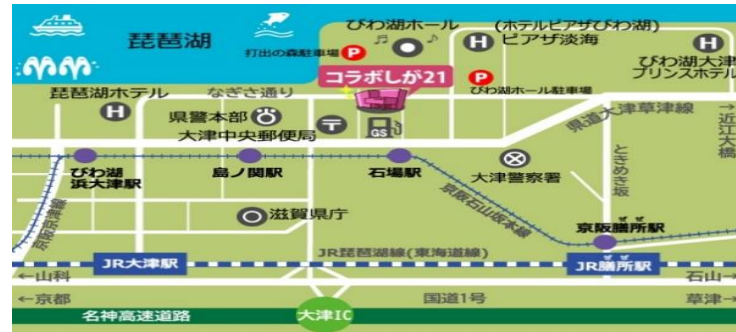 びわ湖ホール
(ホテルピアザびわ湖)
ピアザ淡海
琵琶湖
打出の森駐車場
P
H
H
びわ湖大津
プリンスホテル
コラボしが21
P
びわ湖ホール駐車場
琵琶湖ホテル
なぎさ通り
H
県警本部
大津中央郵便局
〒
GS
県道大津草津線
→近江大橋
びわ湖
浜大津駅
島ノ関駅
石場駅
大津警察署
ときめき坂
京阪京津線
滋賀県庁
京阪石山坂本線
ぜぜ
京阪膳所駅
JR琵琶湖線(東海道線)
JR大津駅
ぜぜ
JR膳所駅
←山科
石山→
←京都
国道1号
草津→
名神高速道路
大津IC